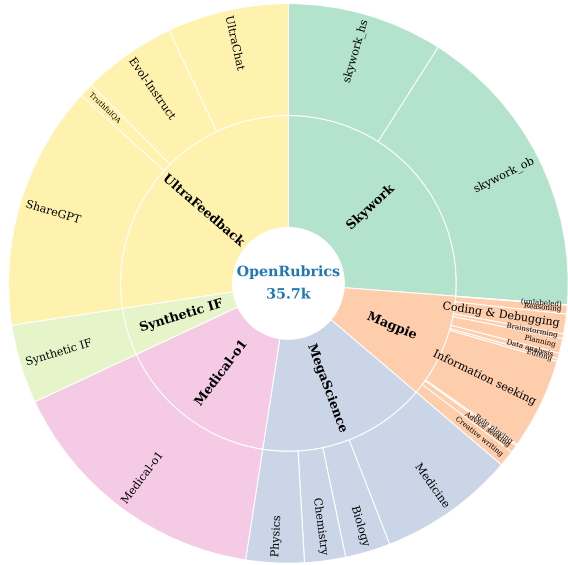 OpenRubrics
35.7k
Skywork
skywork_hs
skywork_ob
Magpie
(unlabeled)
Reasoning
Coding & Debugging
Brainstorming
Planning
Data analysis
Editing
Information seeking
Role playing
Advice seeking
Creative writing
MegaScience
Medicine
Biology
Chemistry
Physics
Medical-o1
Medical-o1
Synthetic IF
Synthetic IF
UltraFeedback
ShareGPT
TruthfulQA
Evol-Instruct
UltraChat